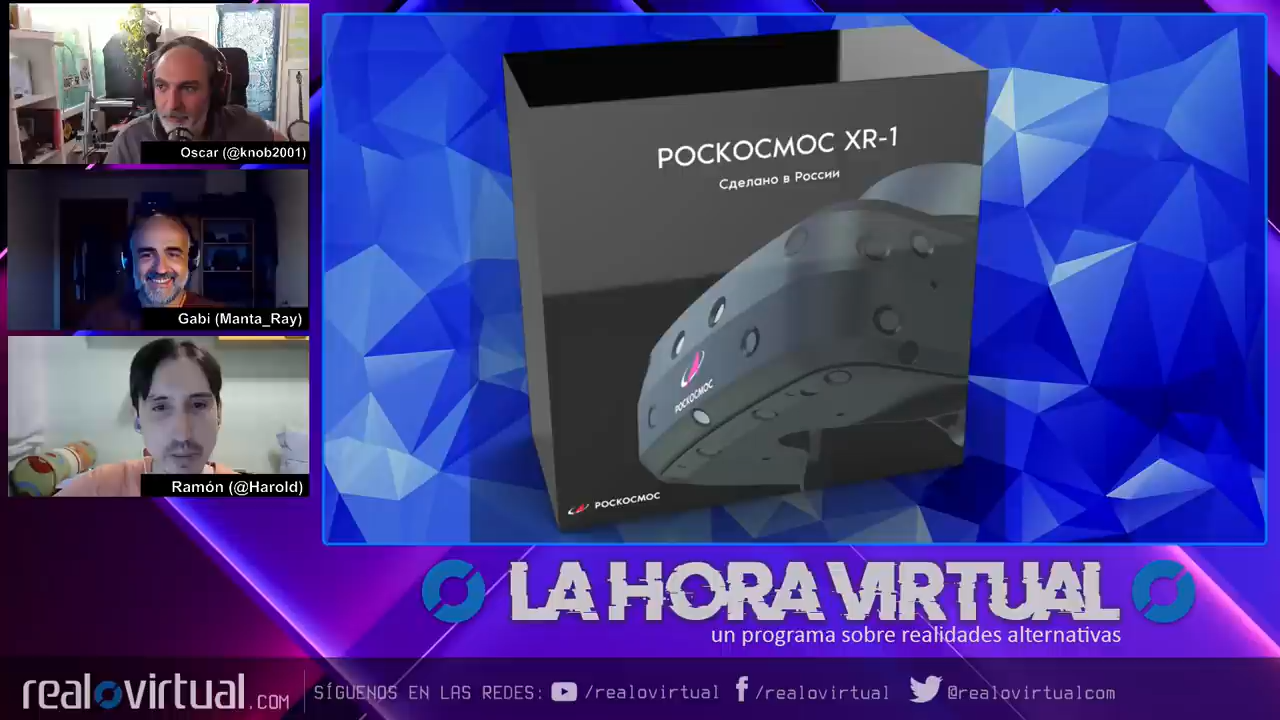 Oscar (@knob2001)
Gabi (Manta_Ray)
Ramón (@Harold)
РОСКОСМОС XR-1
Сделано в России
РОСКОСМОС
РОСКОСМОС
LA HORA VIRTUAL
un programa sobre realidades alternativas
realovirtual.COM
SÍGUENOS EN LAS REDES: /realovirtual /realovirtual @realovirtualcom